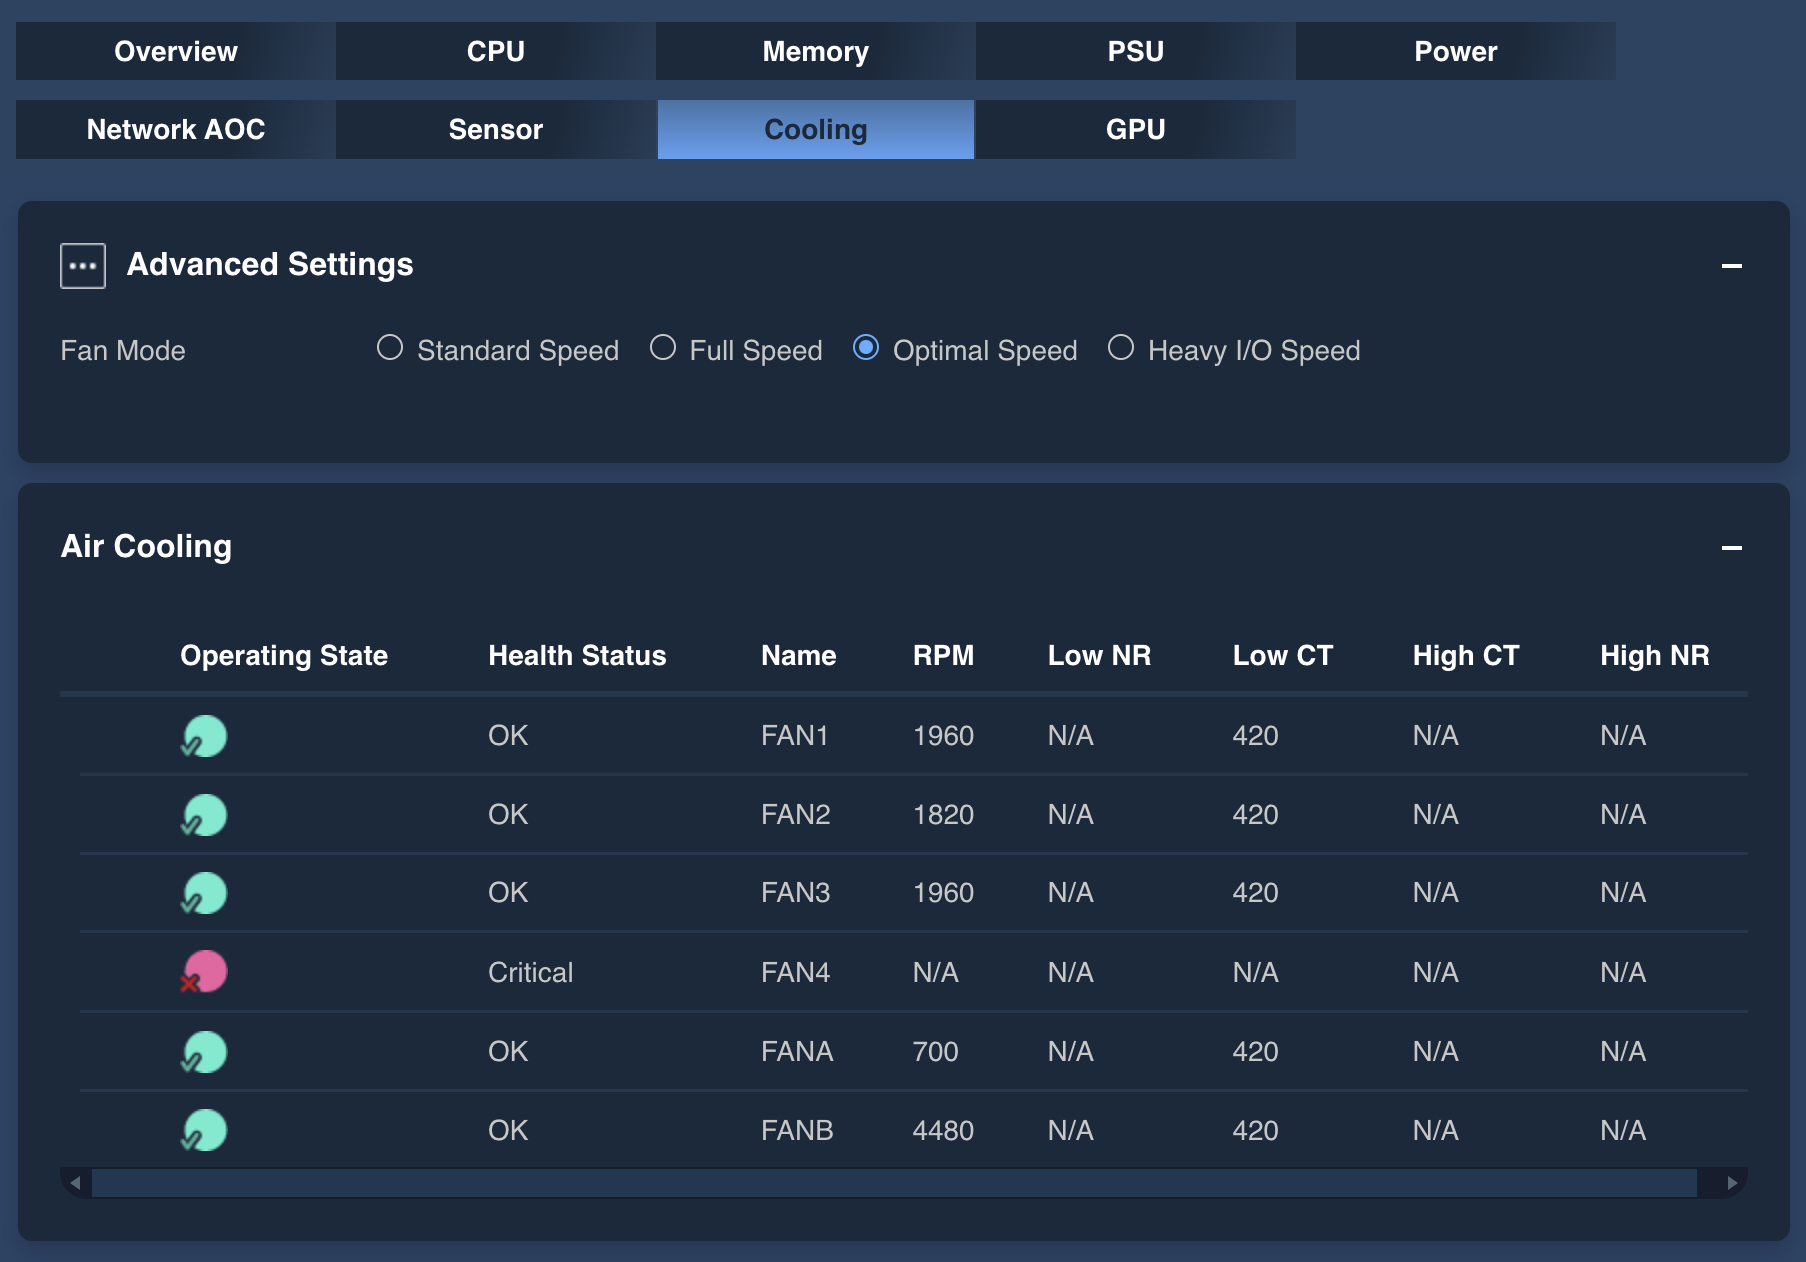 Overview CPU Memory PSU Power
Network AOC Sensor Cooling GPU
Advanced Settings
Fan Mode Standard Speed Full Speed Optimal Speed Heavy I/O Speed
Air Cooling
Operating State Health Status Name RPM Low NR Low CT High CT High NR
OK FAN1 1960 N/A 420 N/A N/A
OK FAN2 1820 N/A 420 N/A N/A
OK FAN3 1960 N/A 420 N/A N/A
Critical FAN4 N/A N/A N/A N/A N/A
OK FANA 700 N/A 420 N/A N/A
OK FANB 4480 N/A 420 N/A N/A